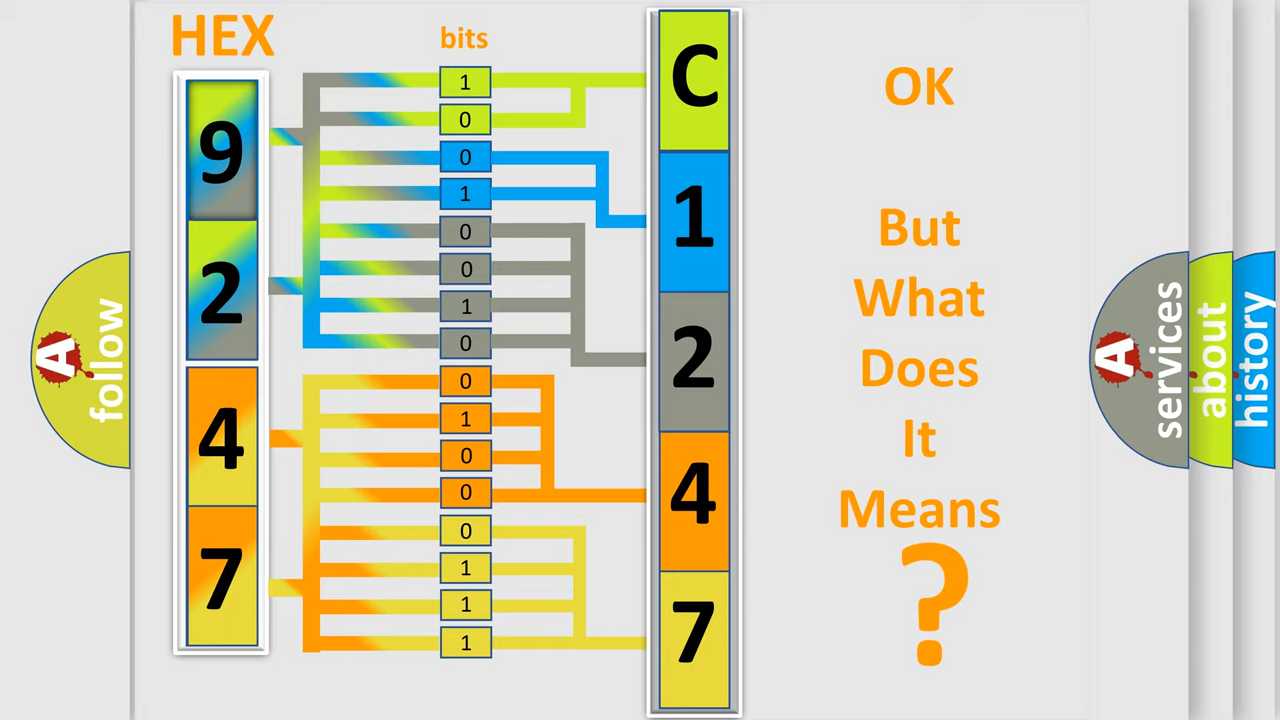 HEX
bits
9
2
4
7
1
0
0
1
0
0
1
0
0
1
0
0
0
1
1
1
C
1
2
4
7
OK
But
What
Does
It
Means
?
A
follow
A
services
about
history